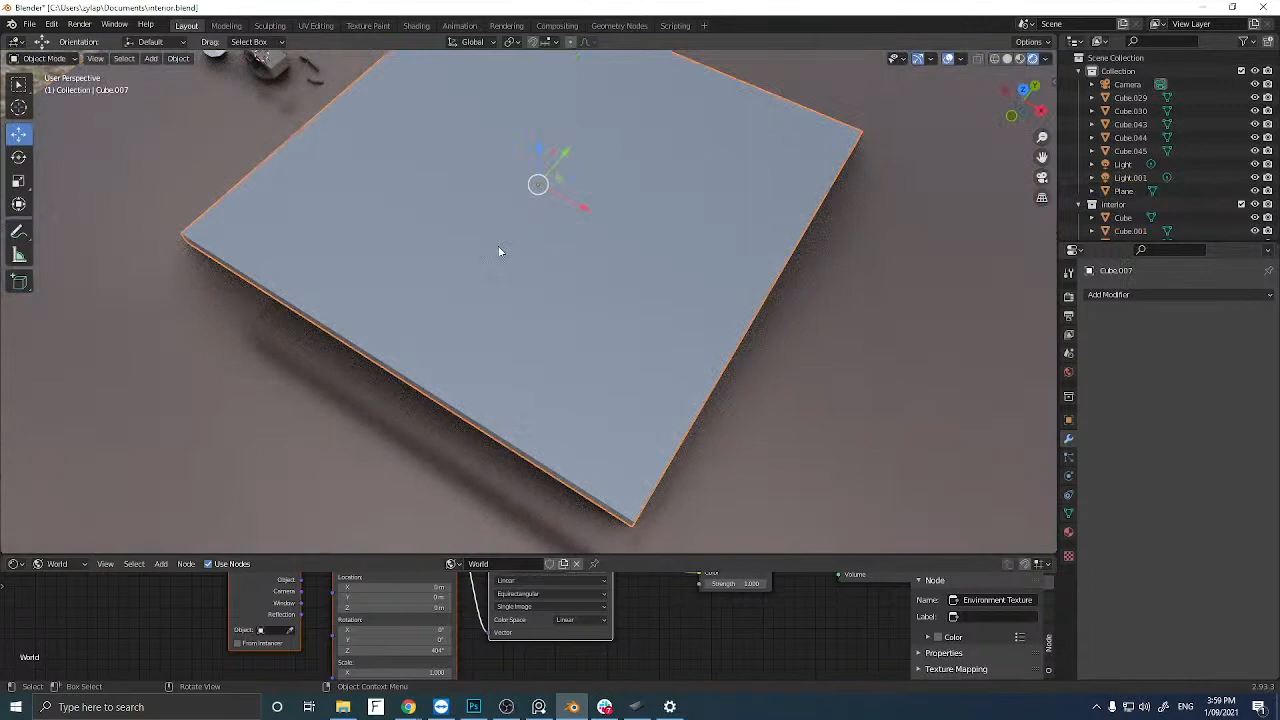 Blender* [C:\Users\zylap\Documents\interior.blend]
File Edit Render Window Help Layout Modeling Sculpting UV Editing Texture Paint Shading Animation Rendering Compositing Geometry Nodes Scripting + Scene View Layer
Orientation: Default Drag: Select Box Global Options
Object Mode View Select Add Object
User Perspective
(1) Collection | Cube.007
Scene Collection
Collection
Camera
Cube.029
Cube.030
Cube.043
Cube.044
Cube.045
Light
Light.001
Plane
interior
Cube
Cube.001
Cube.007
Add Modifier
World View Select Add Node Use Nodes World
Object
Camera
Window
Reflection
Object:
From Instancer
Location:
X 0 m
Y 0 m
Z 0 m
Rotation:
X 0°
Y 0°
Z 404°
Scale:
X 1.000
Linear
Equirectangular
Single Image
Color Space Linear
Vector
Color
Strength 1.000
Volume
Node
Name: Environment Texture
Label:
Color
Properties
Texture Mapping
Node
World
Select Box Select Rotate View Object Context Menu 2.93.3
Type here to search
3:59 PM
1/09/2021